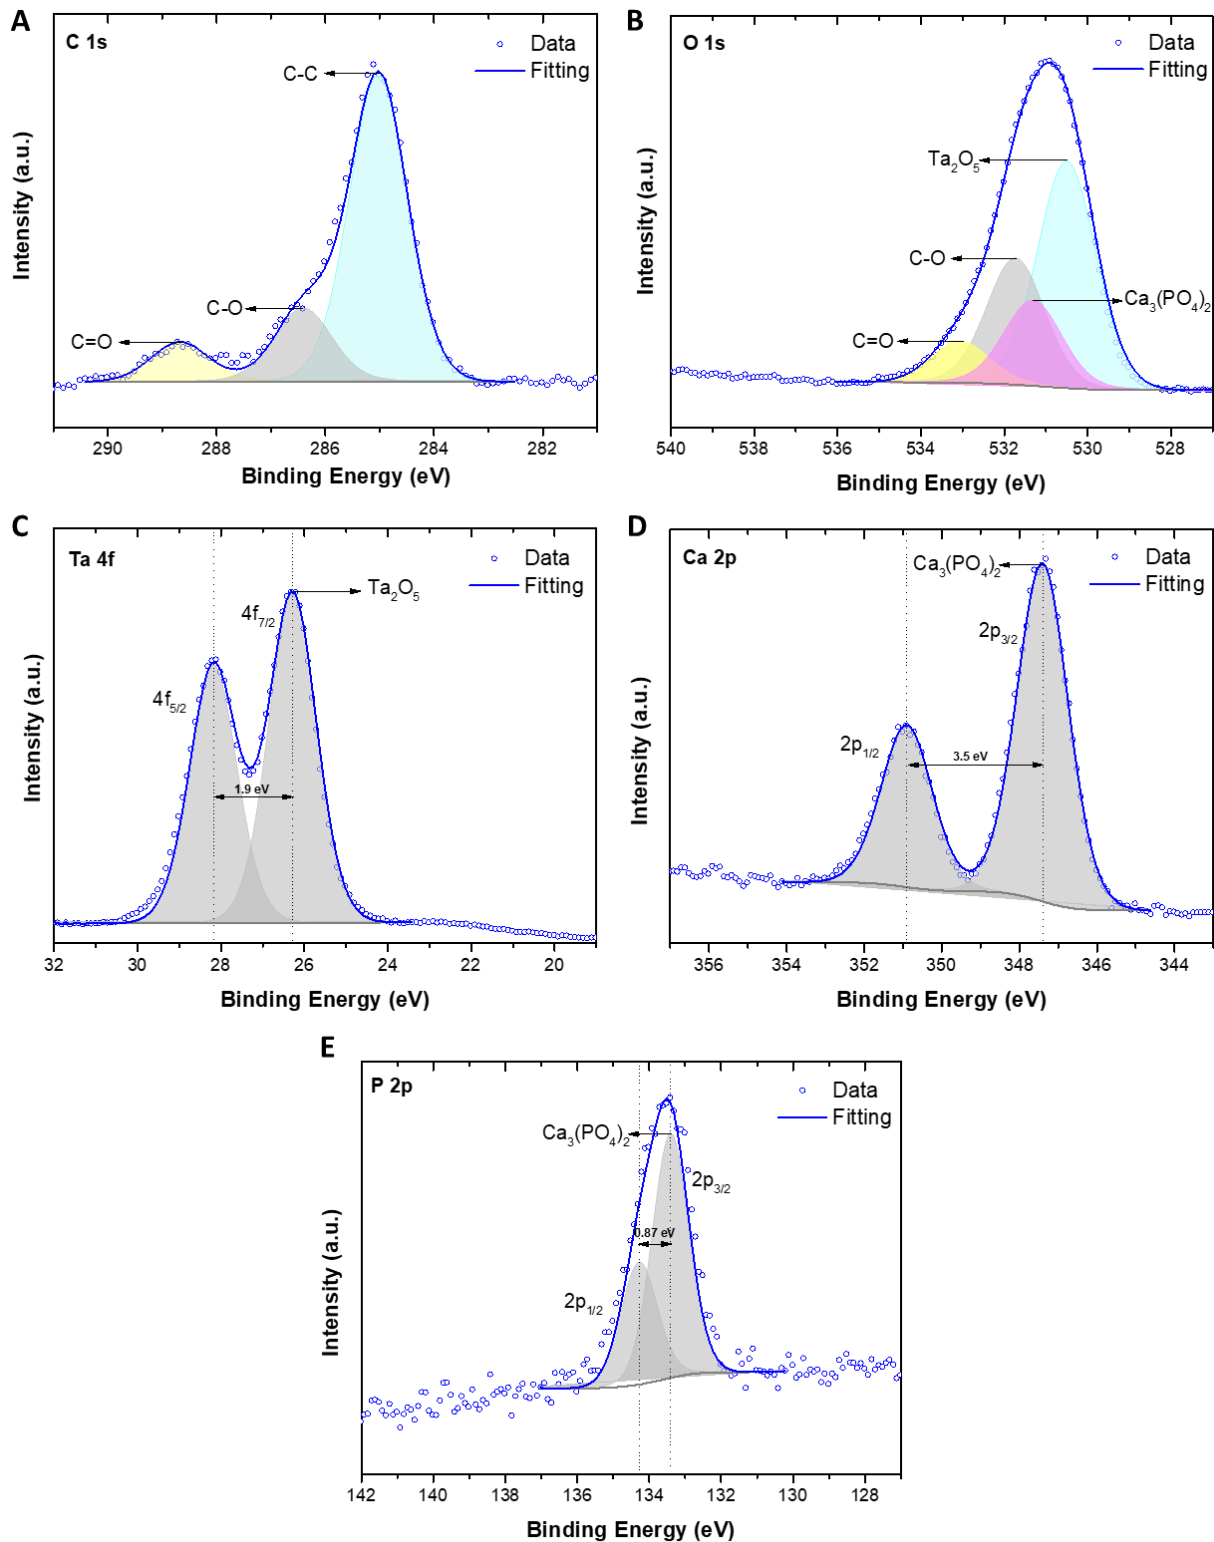 A
C 1s
Data
Fitting
C-C
C-O
C=O
Intensity (a.u.)
290 288 286 284 282
Binding Energy (eV)
B
O 1s
Data
Fitting
Ta₂O₅
C-O
Ca₃(PO₄)₂
C=O
Intensity (a.u.)
540 538 536 534 532 530 528
Binding Energy (eV)
C
Ta 4f
Data
Fitting
Ta₂O₅
4f₇/₂
4f₅/₂
1.9 eV
Intensity (a.u.)
32 30 28 26 24 22 20
Binding Energy (eV)
D
Ca 2p
Data
Fitting
Ca₃(PO₄)₂
2p₃/₂
2p₁/₂
3.5 eV
Intensity (a.u.)
356 354 352 350 348 346 344
Binding Energy (eV)
E
P 2p
Data
Fitting
Ca₃(PO₄)₂
2p₃/₂
0.87 eV
2p₁/₂
Intensity (a.u.)
142 140 138 136 134 132 130 128
Binding Energy (eV)